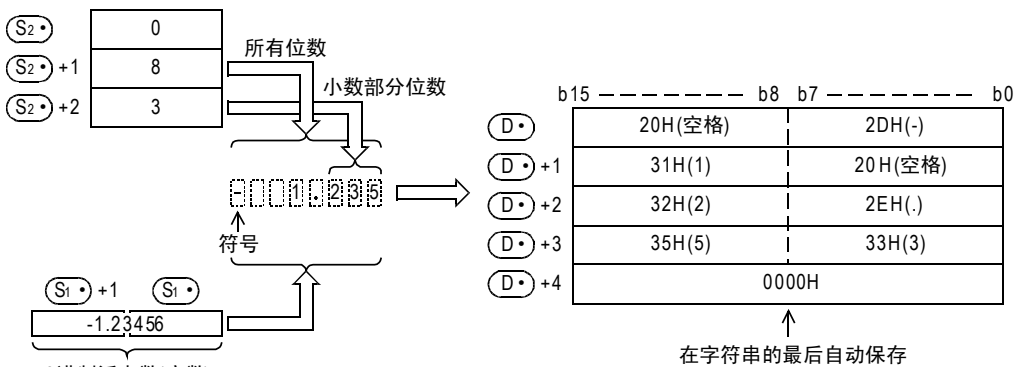 S2• 0
S2• +1 8
S2• +2 3
所有位数
小数部分位数
- 1.235
符号
S1• +1 S1•
-1.23456
b15 b8 b7 b0
D• 20H(空格) 2DH(-)
D• +1 31H(1) 20H(空格)
D• +2 32H(2) 2EH(.)
D• +3 35H(5) 33H(3)
D• +4 0000H
在字符串的最后自动保存